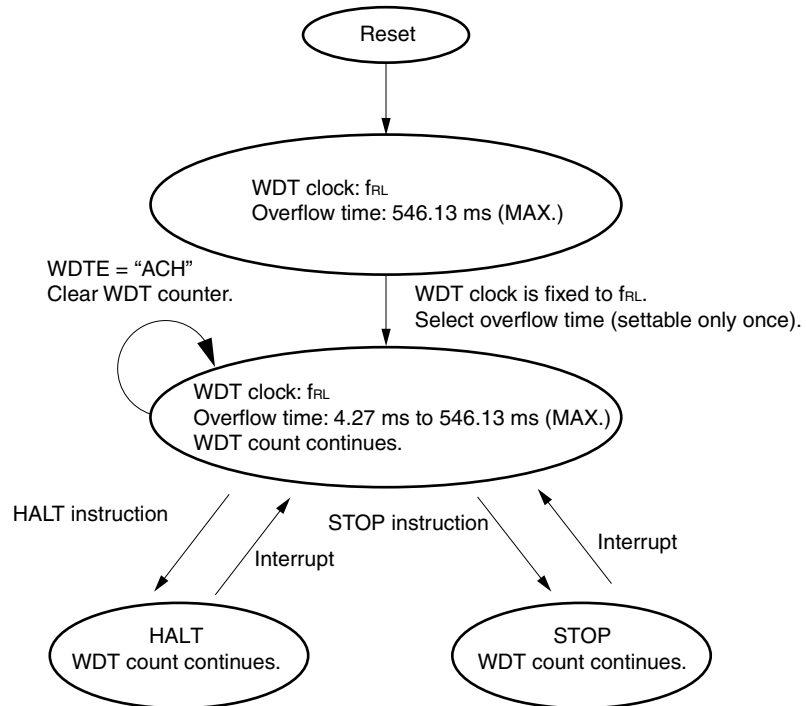 Reset
WDT clock: fRL
Overflow time: 546.13 ms (MAX.)
WDTE = “ACH”
Clear WDT counter.
WDT clock is fixed to fRL.
Select overflow time (settable only once).
WDT clock: fRL
Overflow time: 4.27 ms to 546.13 ms (MAX.)
WDT count continues.
HALT instruction
Interrupt
STOP instruction
Interrupt
HALT
WDT count continues.
STOP
WDT count continues.